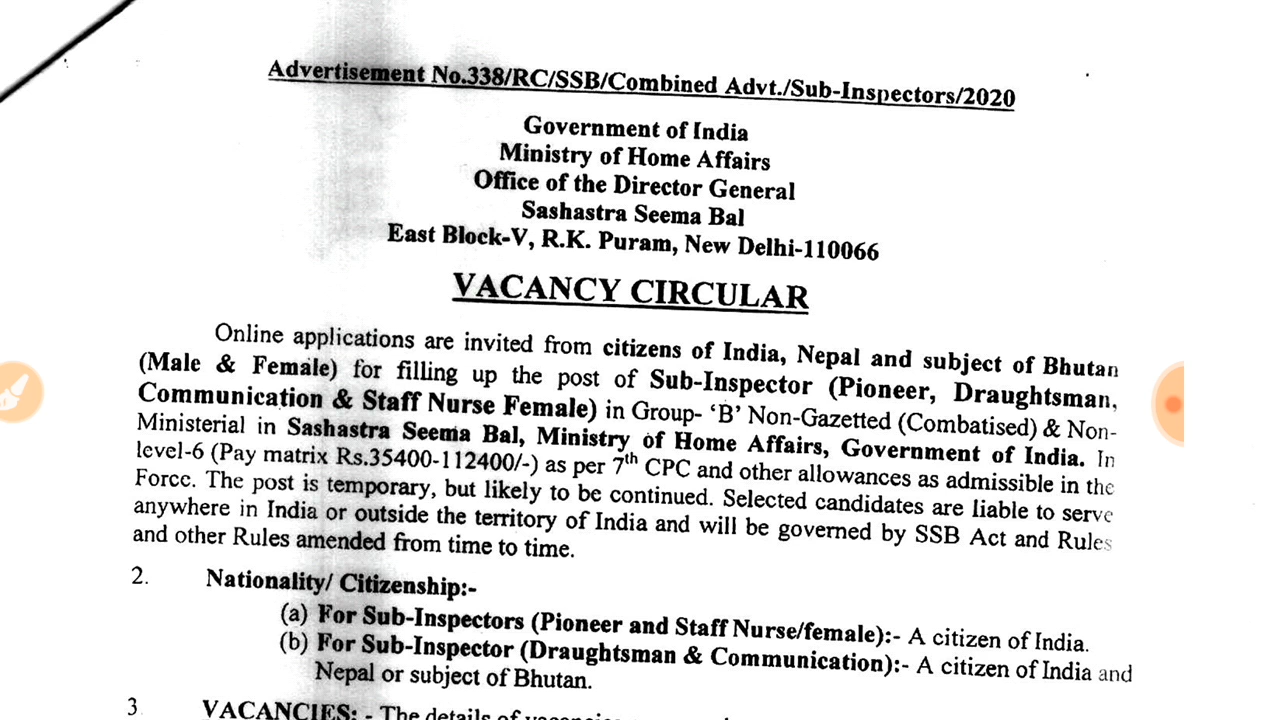 Advertisement No.338/RC/SSB/Combined Advt./Sub-Inspectors/2020
Government of India
Ministry of Home Affairs
Office of the Director General
Sashastra Seema Bal
East Block-V, R.K. Puram, New Delhi-110066
VACANCY CIRCULAR
Online applications are invited from citizens of India, Nepal and subject of Bhutan
(Male & Female) for filling up the post of Sub-Inspector (Pioneer, Draughtsman,
Communication & Staff Nurse Female) in Group- ‘B’ Non-Gazetted (Combatised) & Non-
Ministerial in Sashastra Seema Bal, Ministry of Home Affairs, Government of India. In
level-6 (Pay matrix Rs.35400-112400/-) as per 7th CPC and other allowances as admissible in the
Force. The post is temporary, but likely to be continued. Selected candidates are liable to serve
anywhere in India or outside the territory of India and will be governed by SSB Act and Rules
and other Rules amended from time to time.
2. Nationality/ Citizenship:-
(a) For Sub-Inspectors (Pioneer and Staff Nurse/female):- A citizen of India.
(b) For Sub-Inspector (Draughtsman & Communication):- A citizen of India and
Nepal or subject of Bhutan.
3. VACANCIES: - The details of vacancies